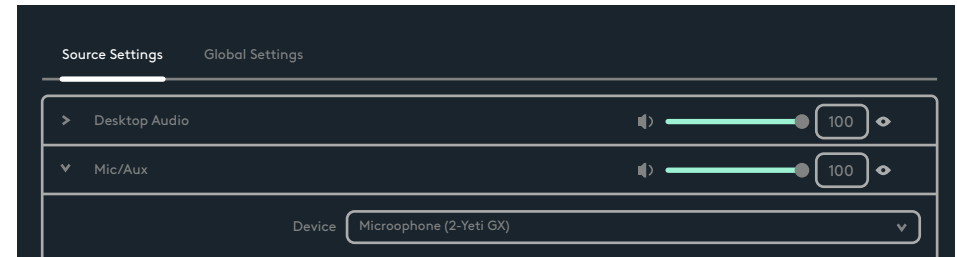 Source Settings Global Settings
Desktop Audio 100
Mic/Aux 100
Device Microophone (2-Yeti GX)